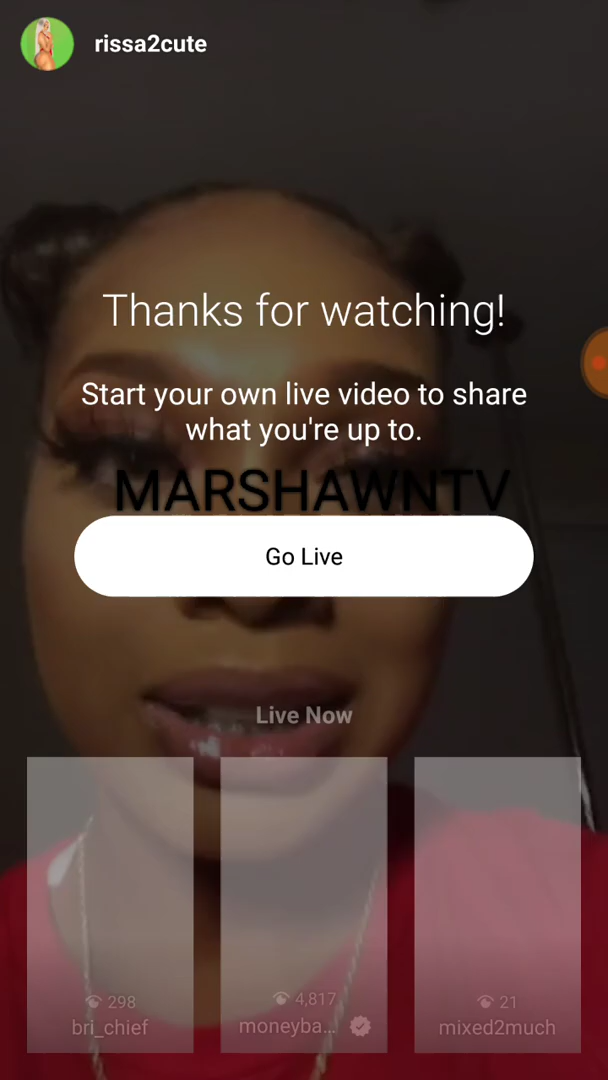 rissa2cute
Thanks for watching!
Start your own live video to share
what you're up to.
MARSHAWNTV
Go Live
Live Now
298
bri_chief
4,817
moneyba...
21
mixed2much